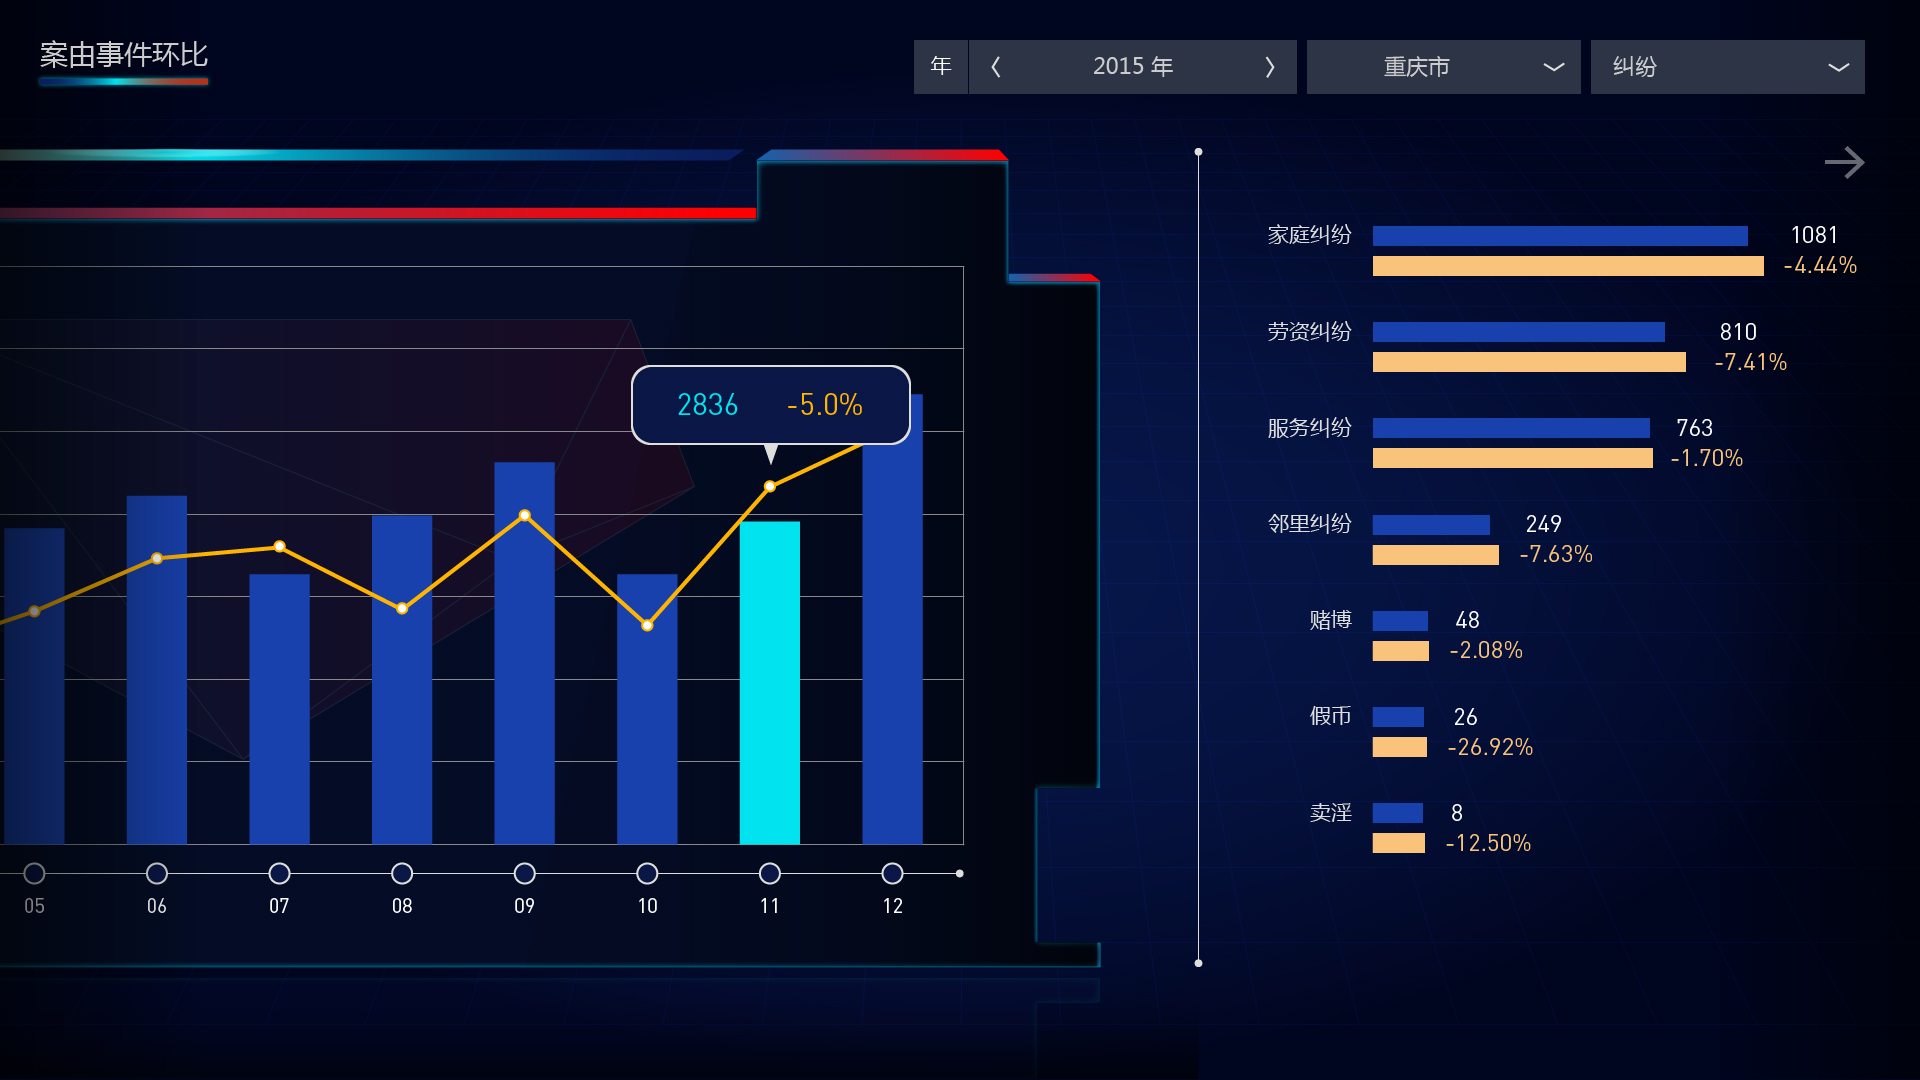 案由事件环比
年 2015 年 重庆市 纠纷
2836 -5.0%
05 06 07 08 09 10 11 12
家庭纠纷 1081
-4.44%
劳资纠纷 810
-7.41%
服务纠纷 763
-1.70%
邻里纠纷 249
-7.63%
赌博 48
-2.08%
假币 26
-26.92%
卖淫 8
-12.50%